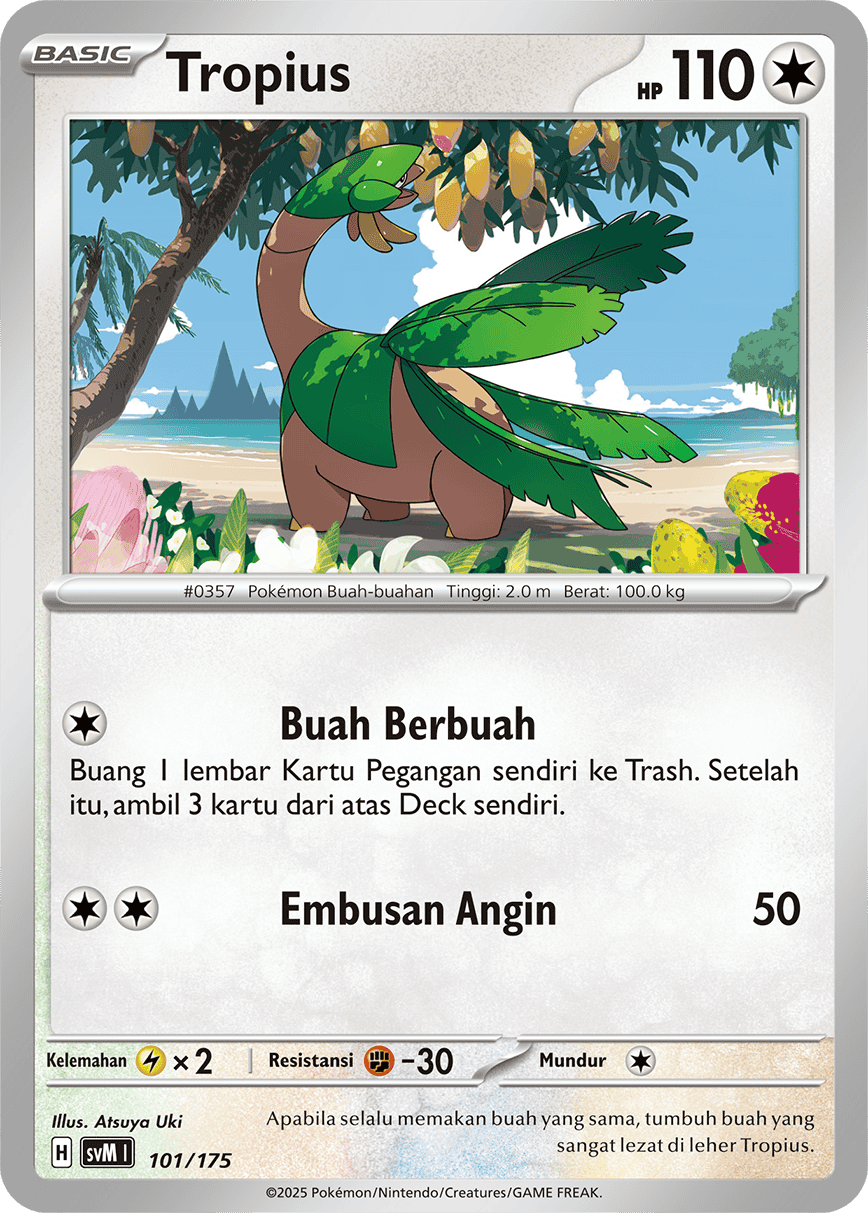 BASIC
Tropius
HP 110
#0357 Pokémon Buah-buahan Tinggi: 2.0 m Berat: 100.0 kg
Buah Berbuah
Buang 1 lembar Kartu Pegangan sendiri ke Trash. Setelah
itu, ambil 3 kartu dari atas Deck sendiri.
Embusan Angin 50
Kelemahan ×2 Resistansi -30 Mundur
Illus. Atsuya Uki
Apabila selalu memakan buah yang sama, tumbuh buah yang
sangat lezat di leher Tropius.
H svM I 101/175
©2025 Pokémon/Nintendo/Creatures/GAME FREAK.